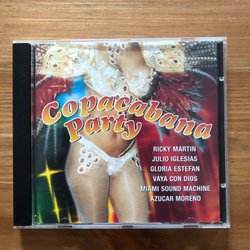 Copacabana
Party
RICKY MARTIN
JULIO IGLESIAS
GLORIA ESTEFAN
VAYA CON DIOS
MIAMI SOUND MACHINE
AZUCAR MORENO